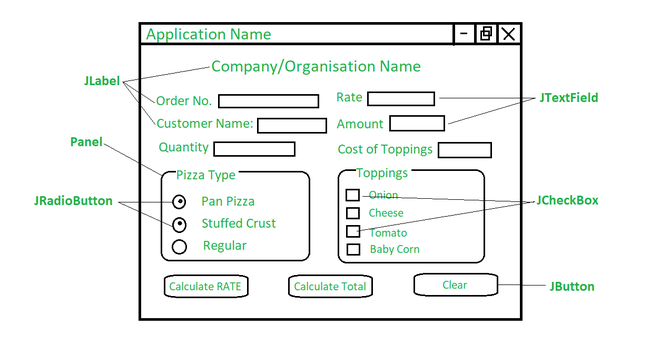 Application Name
Company/Organisation Name
JLabel
Order No.
Rate
JTextField
Customer Name:
Amount
Panel
Quantity
Cost of Toppings
Pizza Type
Toppings
JRadioButton
Pan Pizza
Onion
JCheckBox
Stuffed Crust
Cheese
Tomato
Regular
Baby Corn
Calculate RATE
Calculate Total
Clear
JButton